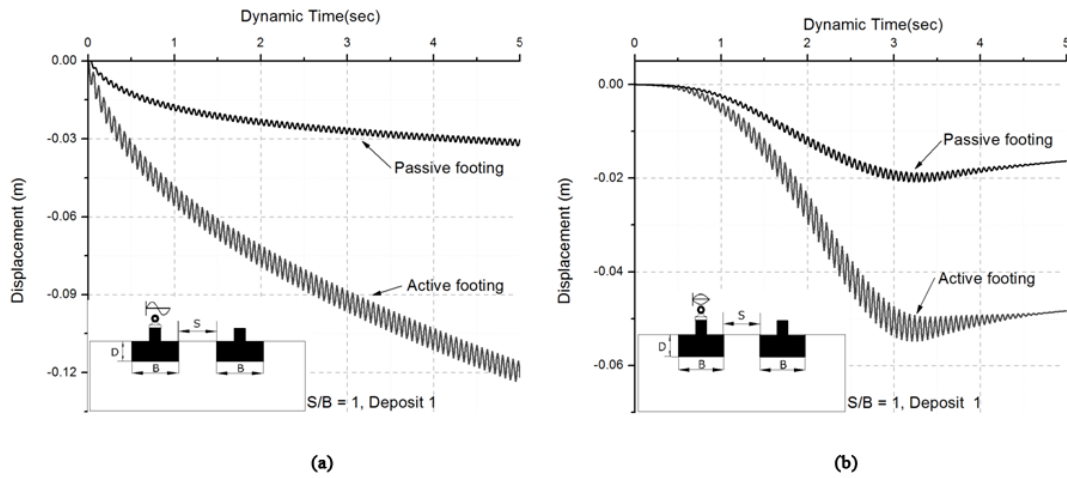 Dynamic Time(sec)
0 1 2 3 4 5
0.00
-0.03
-0.06
-0.09
-0.12
Displacement (m)
Passive footing
Active footing
S
D
B B
S/B = 1, Deposit 1
(a)
Dynamic Time(sec)
0 1 2 3 4 5
0.00
-0.02
-0.04
-0.06
Displacement (m)
Passive footing
Active footing
S
D
B B
S/B = 1, Deposit 1
(b)